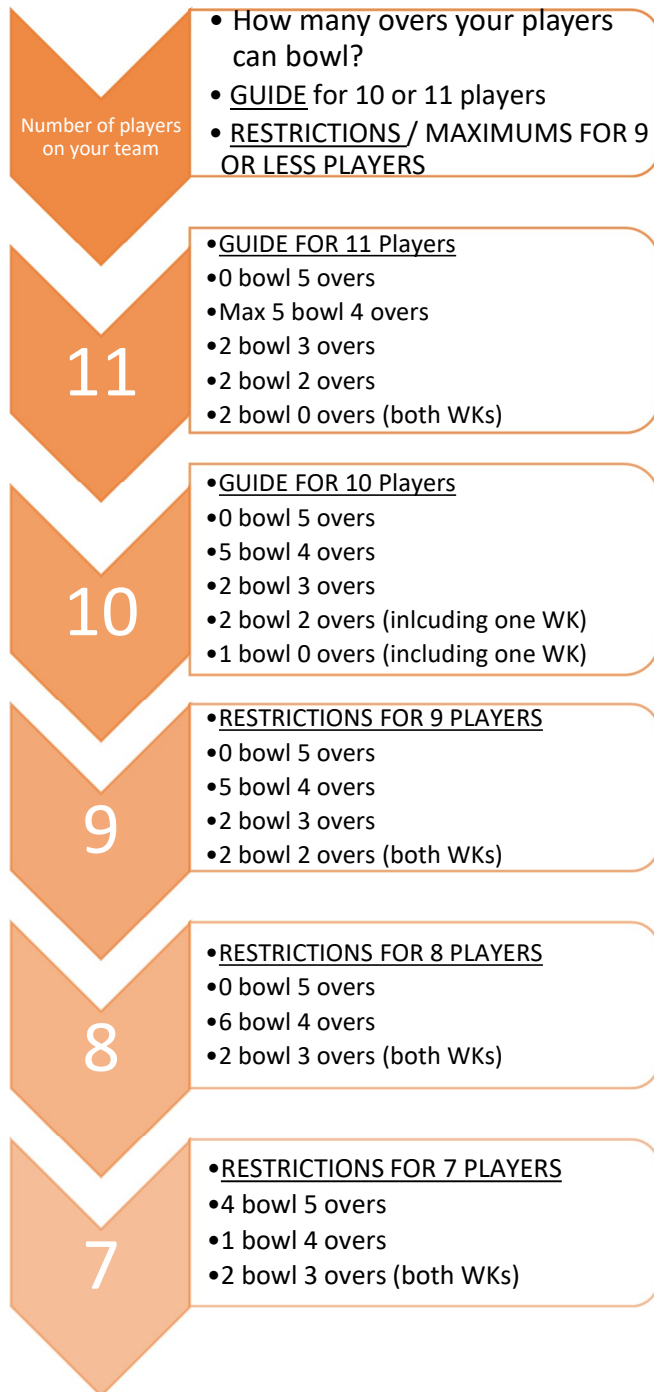 Number of players
on your team
• How many overs your players
can bowl?
• GUIDE for 10 or 11 players
• RESTRICTIONS / MAXIMUMS FOR 9
OR LESS PLAYERS
11
•GUIDE FOR 11 Players
•0 bowl 5 overs
•Max 5 bowl 4 overs
•2 bowl 3 overs
•2 bowl 2 overs
•2 bowl 0 overs (both WKs)
10
•GUIDE FOR 10 Players
•0 bowl 5 overs
•5 bowl 4 overs
•2 bowl 3 overs
•2 bowl 2 overs (inlcuding one WK)
•1 bowl 0 overs (including one WK)
9
•RESTRICTIONS FOR 9 PLAYERS
•0 bowl 5 overs
•5 bowl 4 overs
•2 bowl 3 overs
•2 bowl 2 overs (both WKs)
8
•RESTRICTIONS FOR 8 PLAYERS
•0 bowl 5 overs
•6 bowl 4 overs
•2 bowl 3 overs (both WKs)
7
•RESTRICTIONS FOR 7 PLAYERS
•4 bowl 5 overs
•1 bowl 4 overs
•2 bowl 3 overs (both WKs)